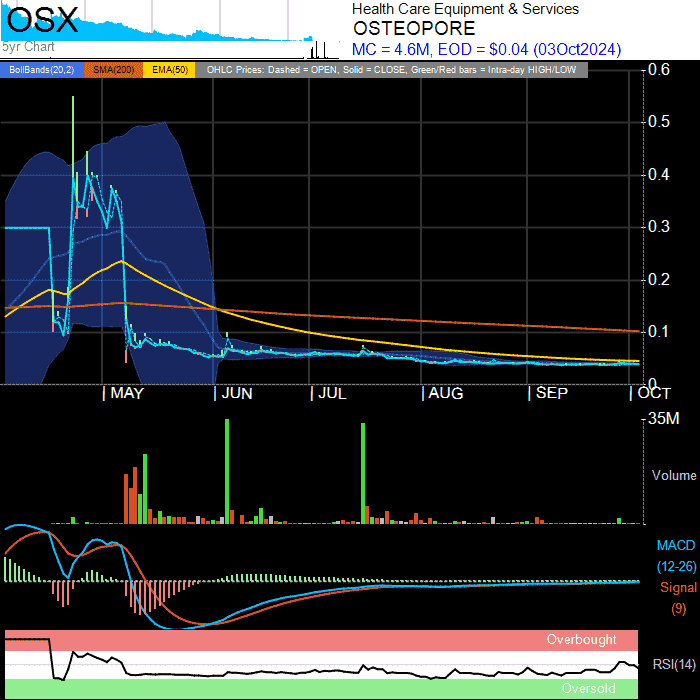 OSX
5yr Chart
Health Care Equipment & Services
OSTEOPORE
MC = 4.6M, EOD = $0.04 (03Oct2024)
BollBands(20,2) SMA(200) EMA(50) OHLC Prices: Dashed = OPEN, Solid = CLOSE, Green/Red bars = Intra-day HIGH/LOW
0.6
0.5
0.4
0.3
0.2
0.1
0
MAY JUN JUL AUG SEP OCT
35M
Volume
MACD
(12-26)
Signal
(9)
Overbought
RSI(14)
Oversold